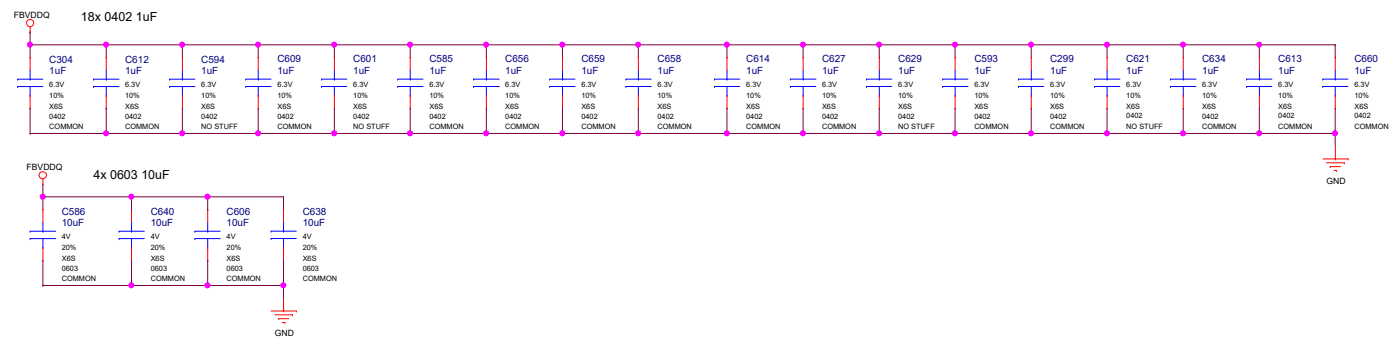 FBVDDQ
18x 0402 1uF
C304
1uF
6.3V
10%
X6S
0402
COMMON
C612
1uF
6.3V
10%
X6S
0402
COMMON
C594
1uF
6.3V
10%
X6S
0402
NO STUFF
C609
1uF
6.3V
10%
X6S
0402
COMMON
C601
1uF
6.3V
10%
X6S
0402
NO STUFF
C585
1uF
6.3V
10%
X6S
0402
COMMON
C656
1uF
6.3V
10%
X6S
0402
COMMON
C659
1uF
6.3V
10%
X6S
0402
COMMON
C658
1uF
6.3V
10%
X6S
0402
COMMON
C614
1uF
6.3V
10%
X6S
0402
COMMON
C627
1uF
6.3V
10%
X6S
0402
COMMON
C629
1uF
6.3V
10%
X6S
0402
NO STUFF
C593
1uF
6.3V
10%
X6S
0402
COMMON
C299
1uF
6.3V
10%
X6S
0402
COMMON
C621
1uF
6.3V
10%
X6S
0402
NO STUFF
C634
1uF
6.3V
10%
X6S
0402
COMMON
C613
1uF
6.3V
10%
X6S
0402
COMMON
C660
1uF
6.3V
10%
X6S
0402
COMMON
GND
FBVDDQ
4x 0603 10uF
C586
10uF
4V
20%
X6S
0603
COMMON
C640
10uF
4V
20%
X6S
0603
COMMON
C606
10uF
4V
20%
X6S
0603
COMMON
C638
10uF
4V
20%
X6S
0603
COMMON
GND